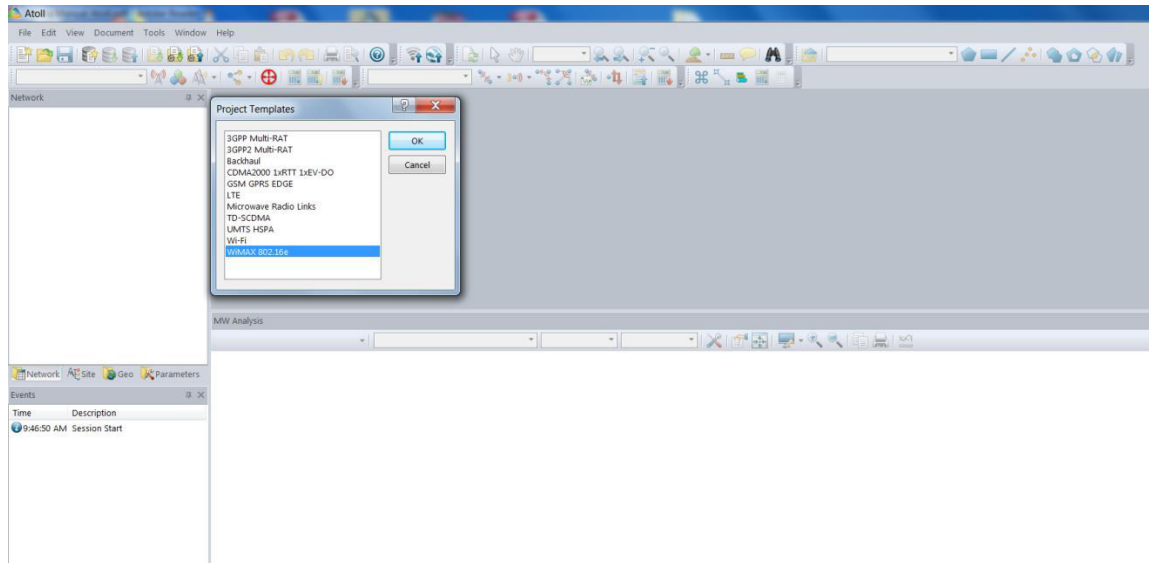 Atoll
File Edit View Document Tools Window Help
Network
Project Templates
3GPP Multi-RAT
3GPP2 Multi-RAT
Backhaul
CDMA2000 1xRTT 1xEV-DO
GSM GPRS EDGE
LTE
Microwave Radio Links
TD-SCDMA
UMTS HSPA
Wi-Fi
WiMAX 802.16e
OK
Cancel
MW Analysis
Network Site Geo Parameters
Events
Time Description
9:46:50 AM Session Start